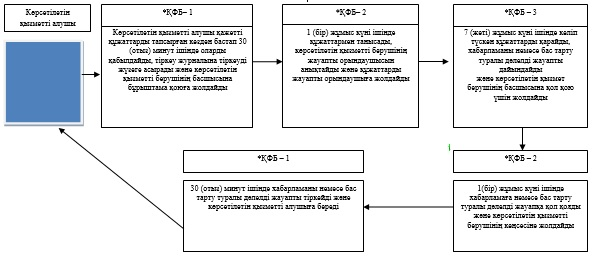 Көрсетілетін
қызметті алушы
*ҚФБ– 1
Көрсетілетін қызметті алушы қажетті
құжаттарды тапсырған кезден бастап 30
(отыз) минут ішінде оларды
қабылдайды, тіркеу журналына тіркеуді
жүзеге асырады және көрсетілетін
қызметті берушінің басшысына
бұрыштама қоюға жолдайды
*ҚФБ– 2
1 (бір) жұмыс күні ішінде
құжаттармен танысады,
көрсетілетін қызметті берушінің
жауапты орындаушысын
анықтайды және құжаттарды
жауапты орындаушыға жолдайды
*ҚФБ – 3
7 (жеті) жұмыс күні ішінде келіп
түскен құжаттарды қарайды,
хабарламаны немесе бас тарту
туралы дәлелді жауапты
дайындайды
және көрсетілетін қызмет
берушінің басшысына қол қою
үшін жолдайды
*ҚФБ – 2
1(бір) жұмыс күні ішінде
хабарламаға немесе бас тарту
туралы дәлелді жауапқа қол қояды
және көрсетілетін қызметті
берушінің кеңсесіне жолдайды
*ҚФБ – 1
30 (отыз) минут ішінде хабарламаны немесе бас
тарту туралы дәлелді жауапты тіркейді және
көрсетілетін қызметті алушыға береді